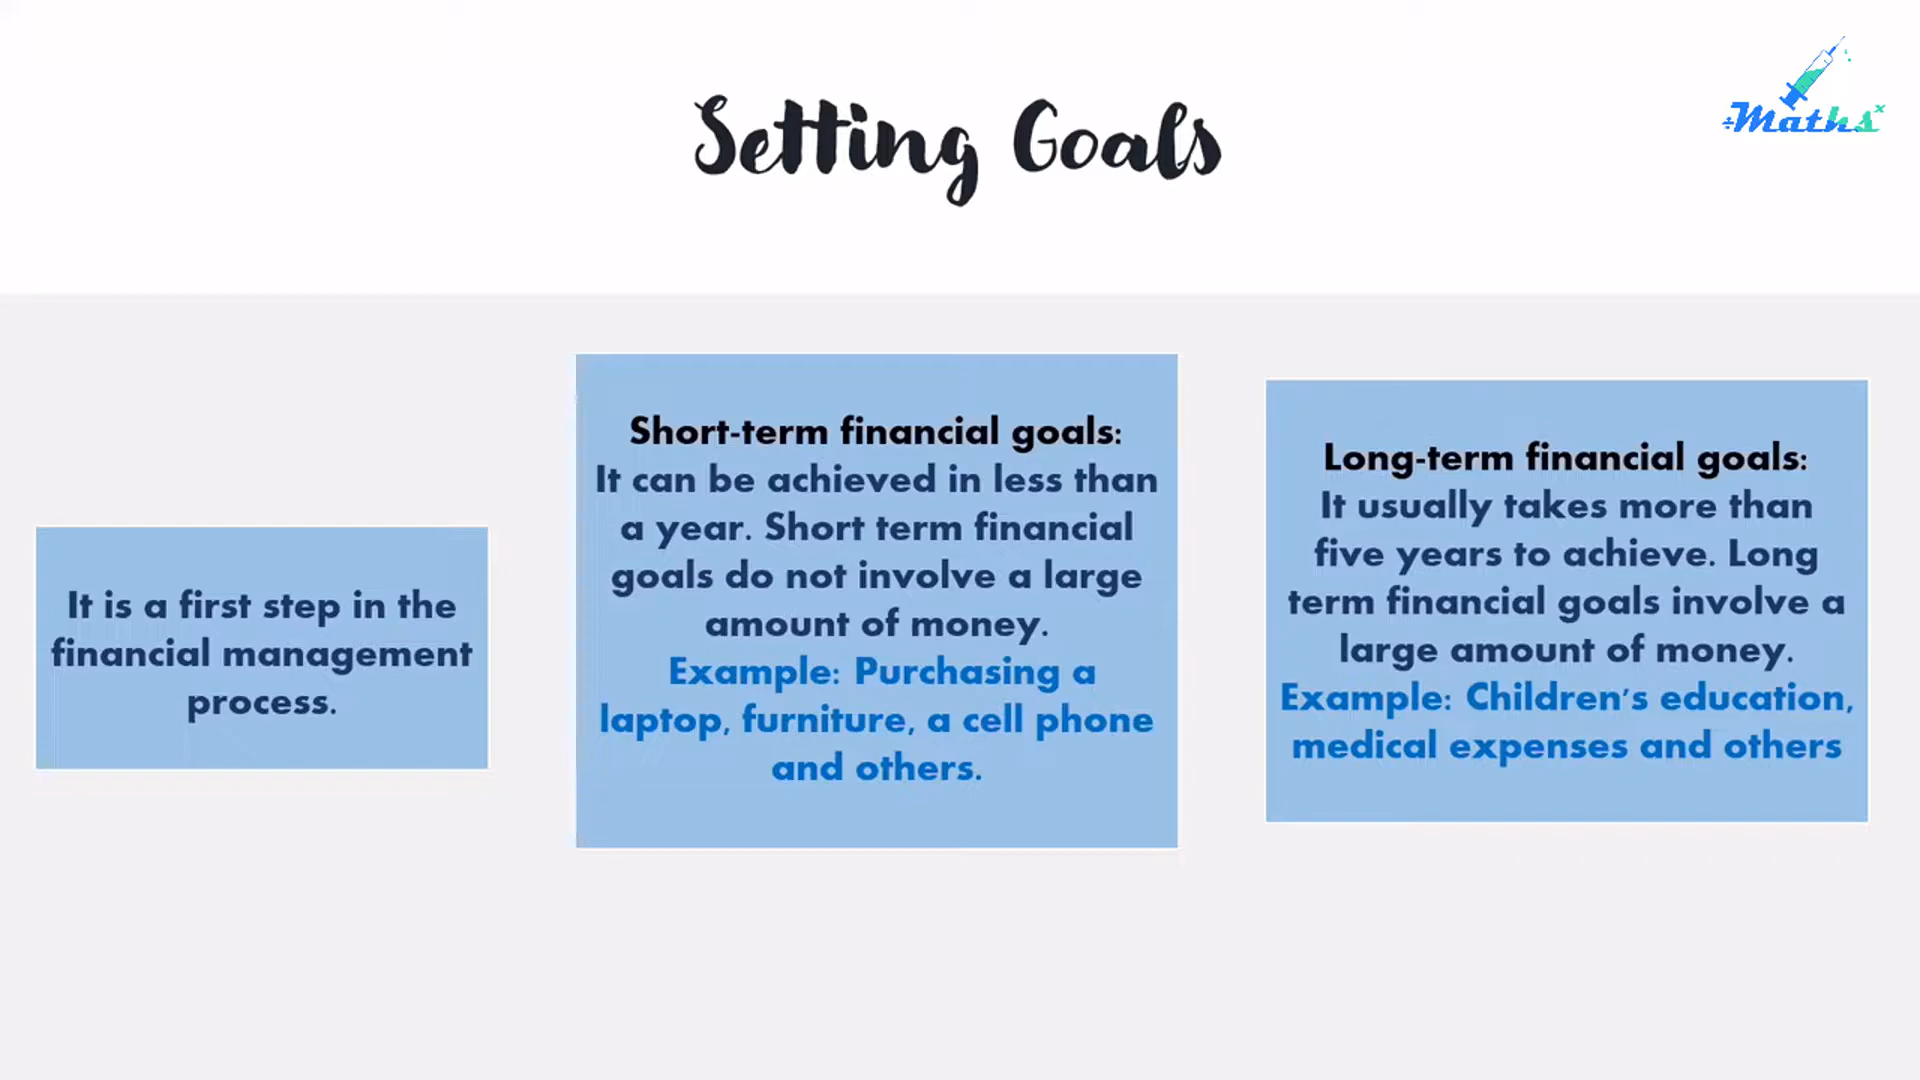 Setting Goals
÷Maths×
It is a first step in the
financial management
process.
Short-term financial goals:
It can be achieved in less than
a year. Short term financial
goals do not involve a large
amount of money.
Example: Purchasing a
laptop, furniture, a cell phone
and others.
Long-term financial goals:
It usually takes more than
five years to achieve. Long
term financial goals involve a
large amount of money.
Example: Children's education,
medical expenses and others